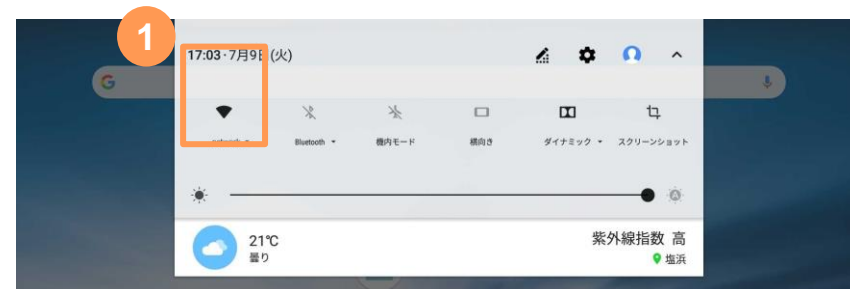 1
17:03・7月9日 (火)
Bluetooth
機内モード
横向き
ダイナミック
スクリーンショット
21℃
曇り
紫外線指数 高
塩浜